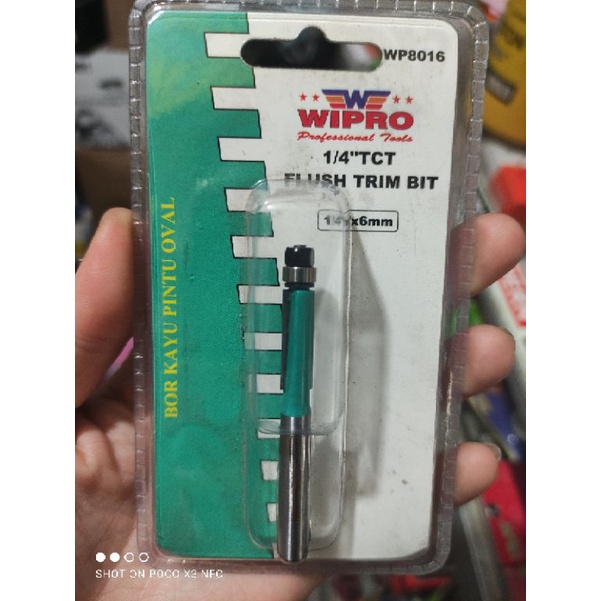 WP8016
W
WIPRO
Professional Tools
1/4"TCT
FLUSH TRIM BIT
x6mm
BOR KAYU PINTU OVAL
SHOT ON POCO X3 NFC